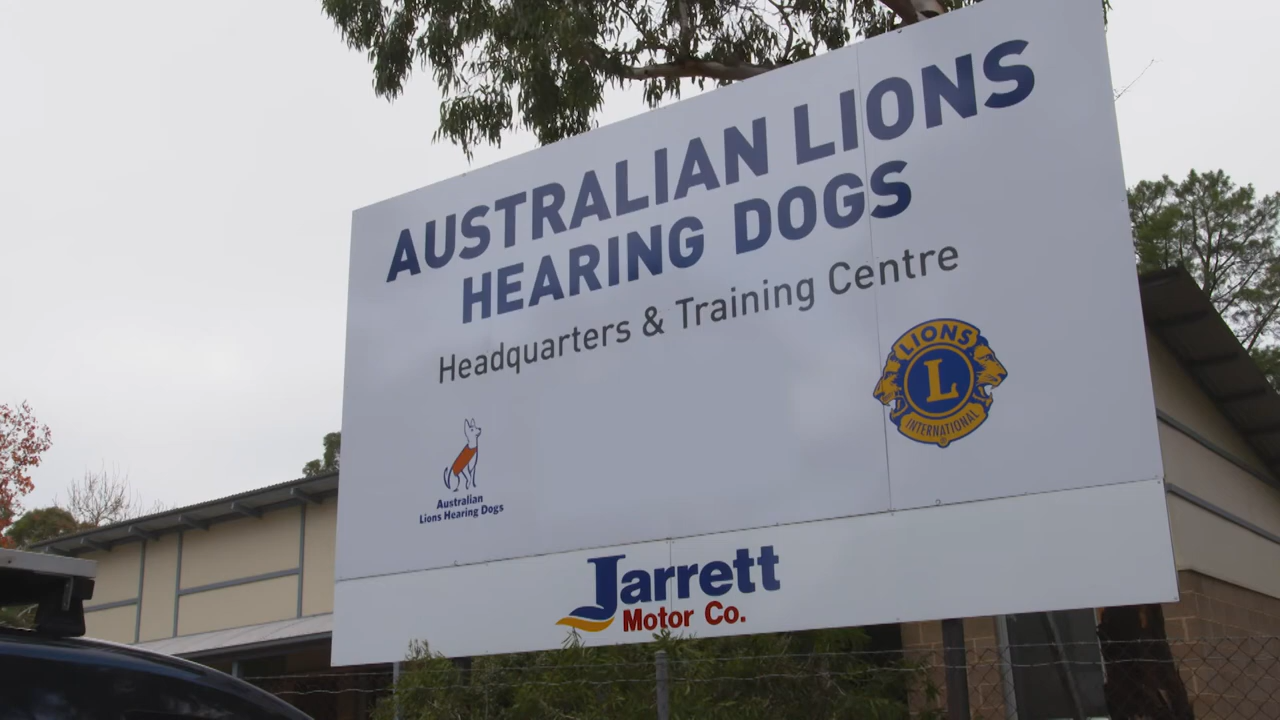 AUSTRALIAN LIONS
HEARING DOGS
Headquarters & Training Centre
LIONS
L
INTERNATIONAL
®
Australian
Lions Hearing Dogs
Jarrett
Motor Co.